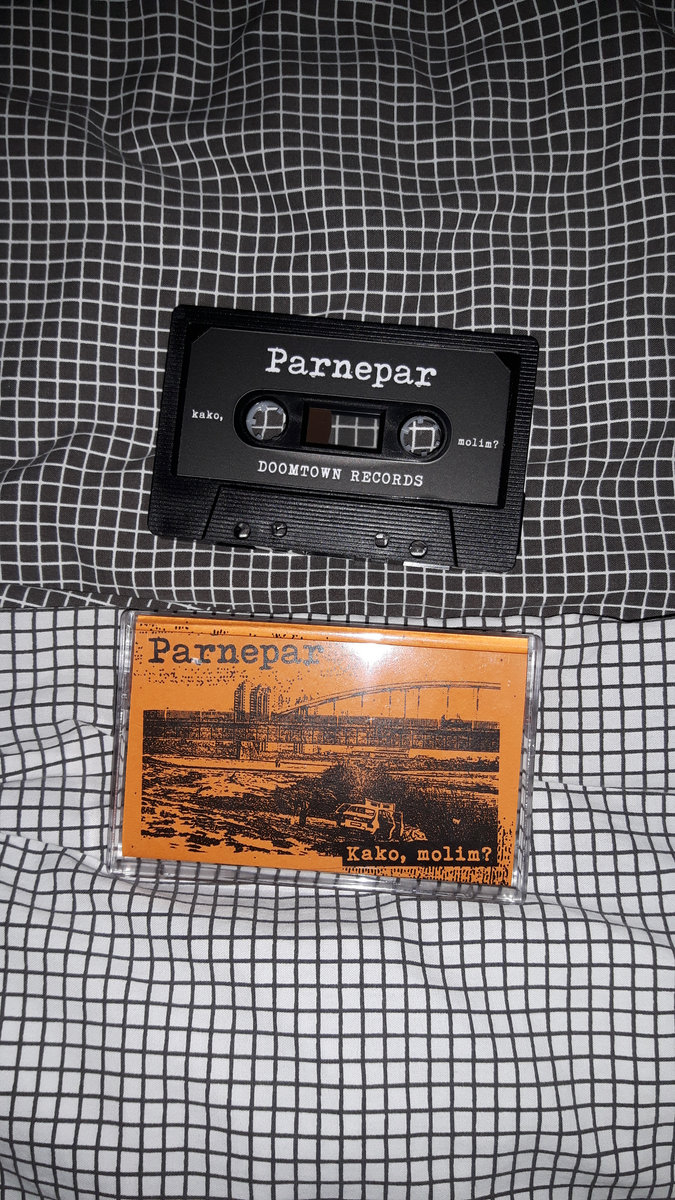 Parnepar
kako,
molim?
DOOMTOWN RECORDS
Parnepar
Kako, molim?